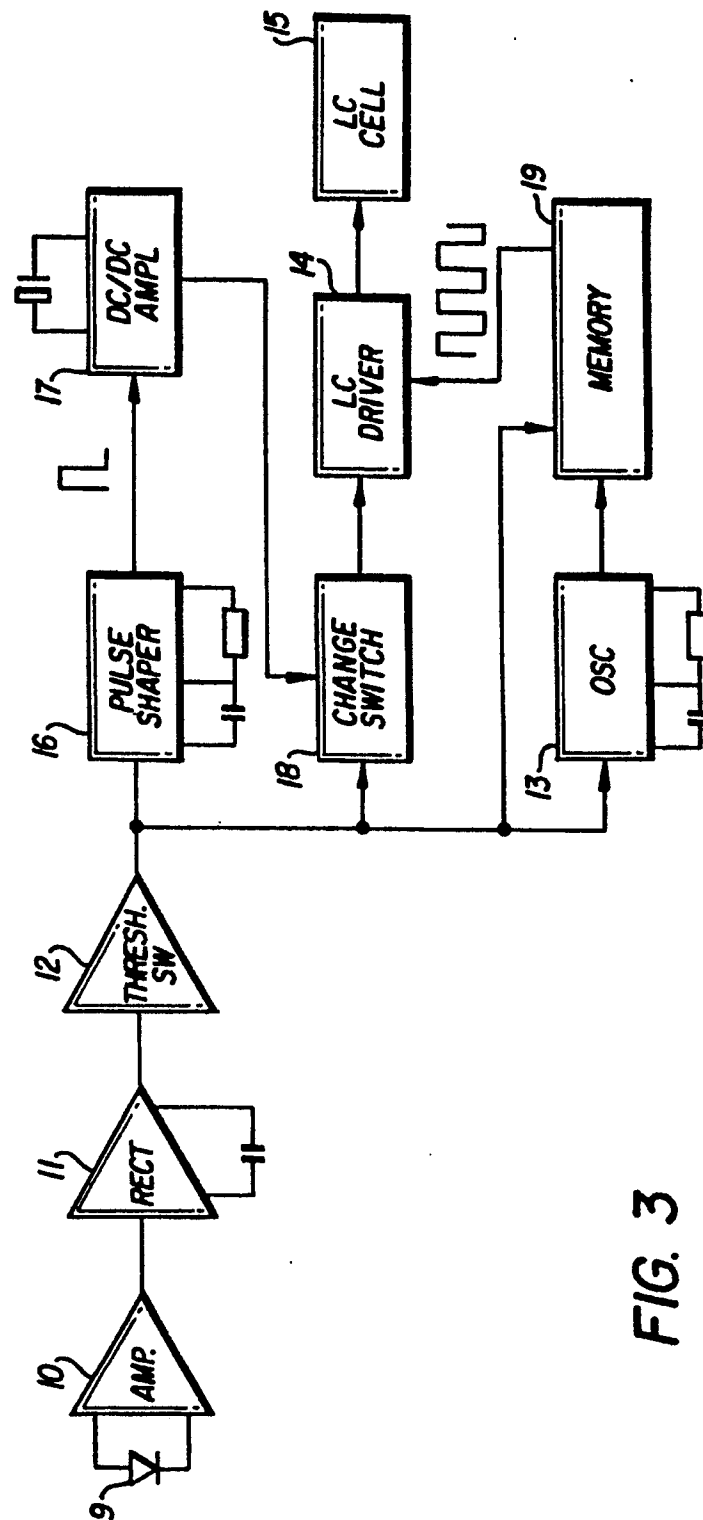 9
10
AMP.
11
RECT
12
THRESH.
SW
16
PULSE
SHAPER
17
DC/DC
AMPL
18
CHANGE
SWITCH
14
LC
DRIVER
15
LC
CELL
13
OSC
19
MEMORY
FIG. 3